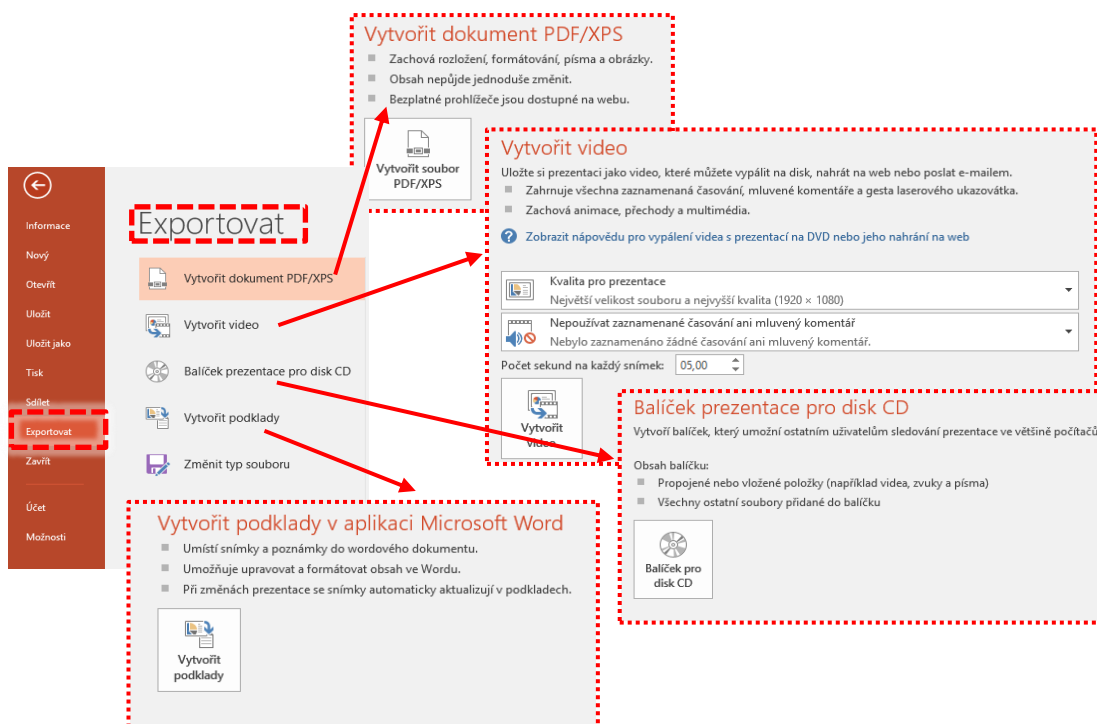 Vytvořit dokument PDF/XPS
Zachová rozložení, formátování, písma a obrázky.
Obsah nepůjde jednoduše změnit.
Bezplatné prohlížeče jsou dostupné na webu.
Vytvořit soubor
PDF/XPS
Vytvořit video
Uložte si prezentaci jako video, které můžete vypálit na disk, nahrát na web nebo poslat e-mailem.
Zahrnuje všechna zaznamenaná časování, mluvené komentáře a gesta laserového ukazovátka.
Zachová animace, přechody a multimédia.
Zobrazit nápovědu pro vypálení videa s prezentací na DVD nebo jeho nahrání na web
Kvalita pro prezentace
Největší velikost souboru a nejvyšší kvalita (1920 × 1080)
Nepoužívat zaznamenané časování ani mluvený komentář
Nebylo zaznamenáno žádné časování ani mluvený komentář.
Počet sekund na každý snímek: 05,00
Vytvořit
video
Informace
Nový
Otevřít
Uložit
Uložit jako
Tisk
Sdílet
Exportovat
Zavřít
Účet
Možnosti
Exportovat
Vytvořit dokument PDF/XPS
Vytvořit video
Balíček prezentace pro disk CD
Vytvořit podklady
Změnit typ souboru
Balíček prezentace pro disk CD
Vytvoří balíček, který umožní ostatním uživatelům sledování prezentace ve většině počítačů
Obsah balíčku:
Propojené nebo vložené položky (například videa, zvuky a písma)
Všechny ostatní soubory přidané do balíčku
Balíček pro
disk CD
Vytvořit podklady v aplikaci Microsoft Word
Umístí snímky a poznámky do wordového dokumentu.
Umožňuje upravovat a formátovat obsah ve Wordu.
Při změnách prezentace se snímky automaticky aktualizují v podkladech.
Vytvořit
podklady